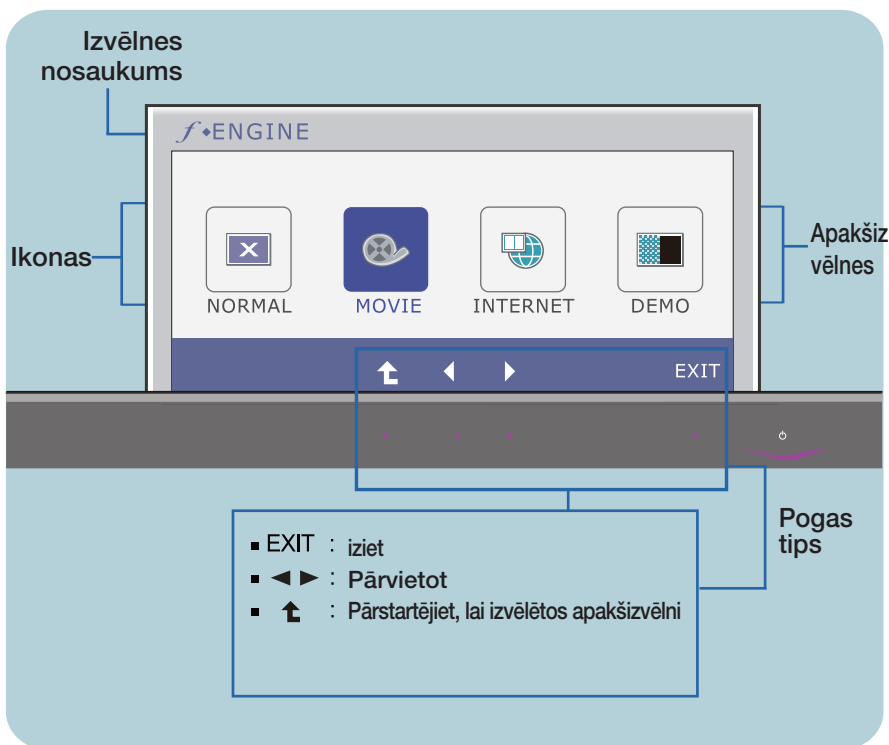 Izvēlnes
nosaukums
f ENGINE
Ikonas
Apakšiz
vēlnes
NORMAL MOVIE INTERNET DEMO
EXIT
Pogas
tips
EXIT : iziet
◄ ► : Pārvietot
: Pārstartējiet, lai izvēlētos apakšizvēlni